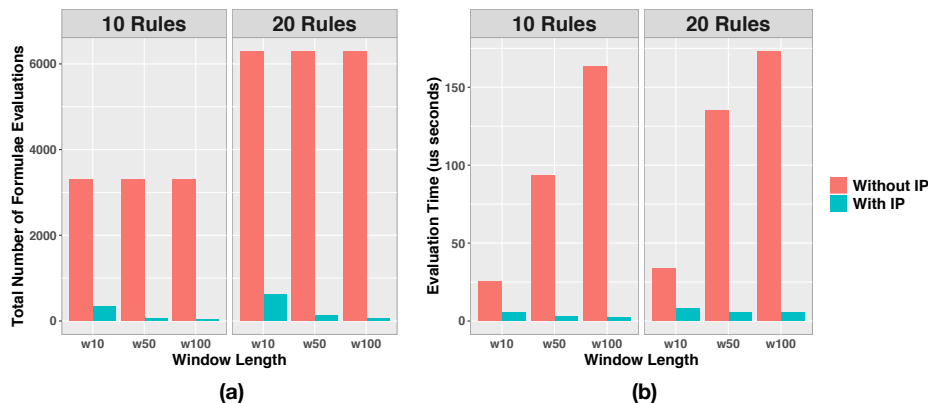 10 Rules
20 Rules
Total Number of Formulae Evaluations
6000
4000
2000
0
w10 w50 w100
w10 w50 w100
Window Length
(a)
10 Rules
20 Rules
Evaluation Time (us seconds)
150
100
50
0
w10 w50 w100
w10 w50 w100
Window Length
(b)
Without IP
With IP